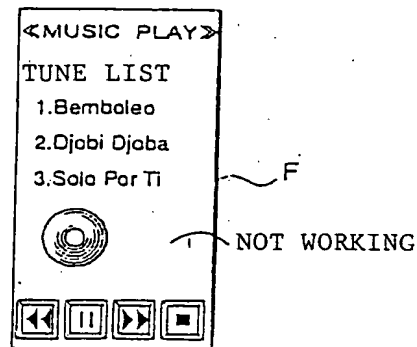 ≪MUSIC PLAY≫
TUNE LIST
1.Bemboleo
2.Djobi Djoba
3.Solo Por Ti
F
NOT WORKING